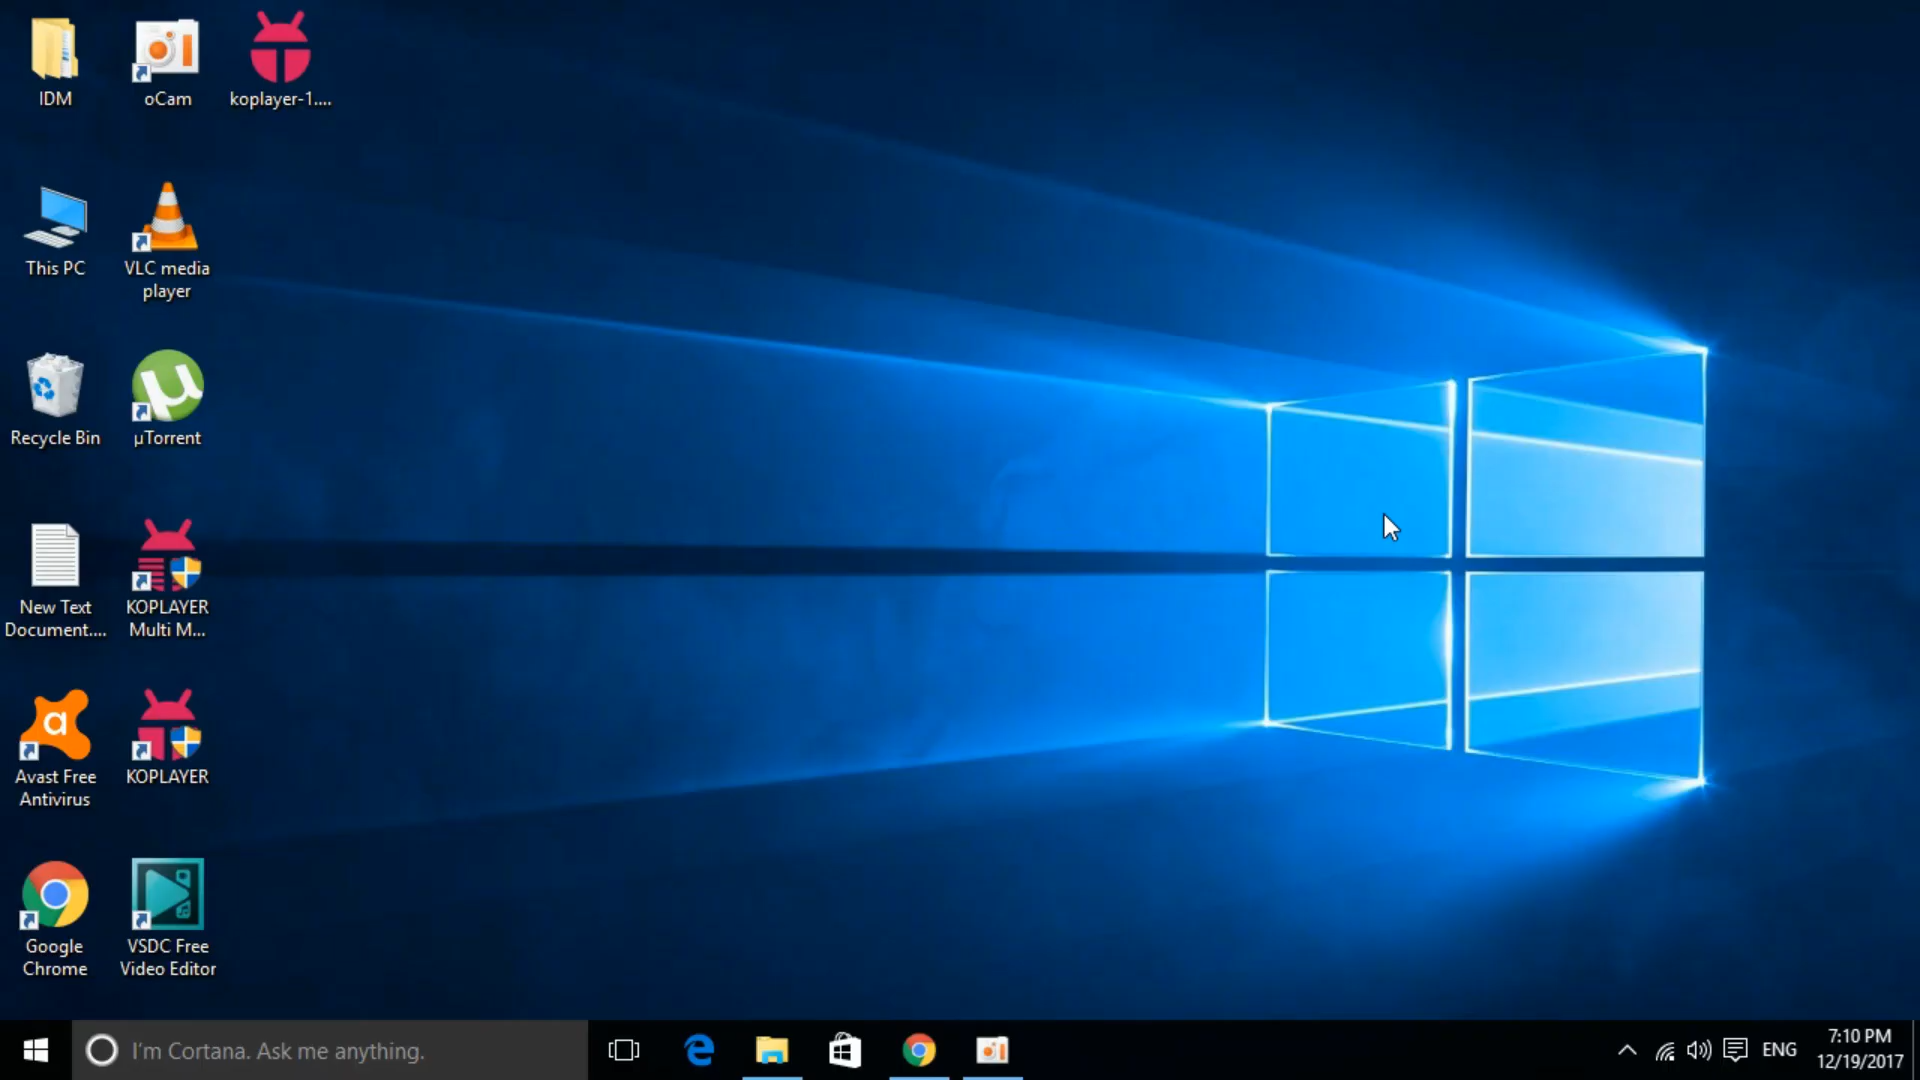 IDM
oCam
koplayer-1....
This PC
VLC media
player
Recycle Bin
µTorrent
New Text
Document....
KOPLAYER
Multi M...
Avast Free
Antivirus
KOPLAYER
Google
Chrome
VSDC Free
Video Editor
I'm Cortana. Ask me anything.
ENG
7:10 PM
12/19/2017